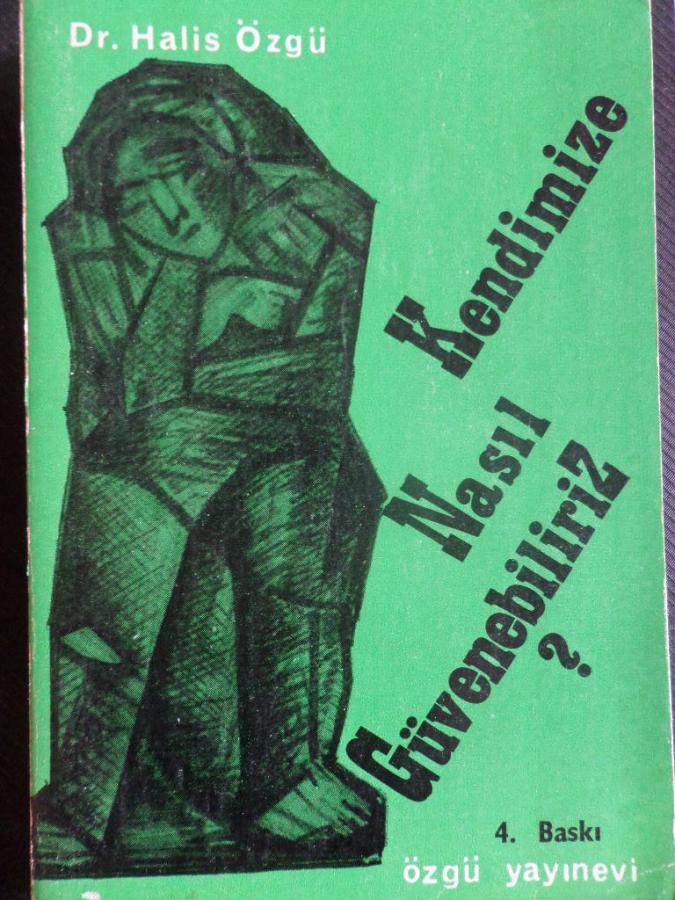 Dr. Halis Özgü
Kendimize
Nasıl
GüvenebiliriZ
?
4. Baskı
özgü yayınevi